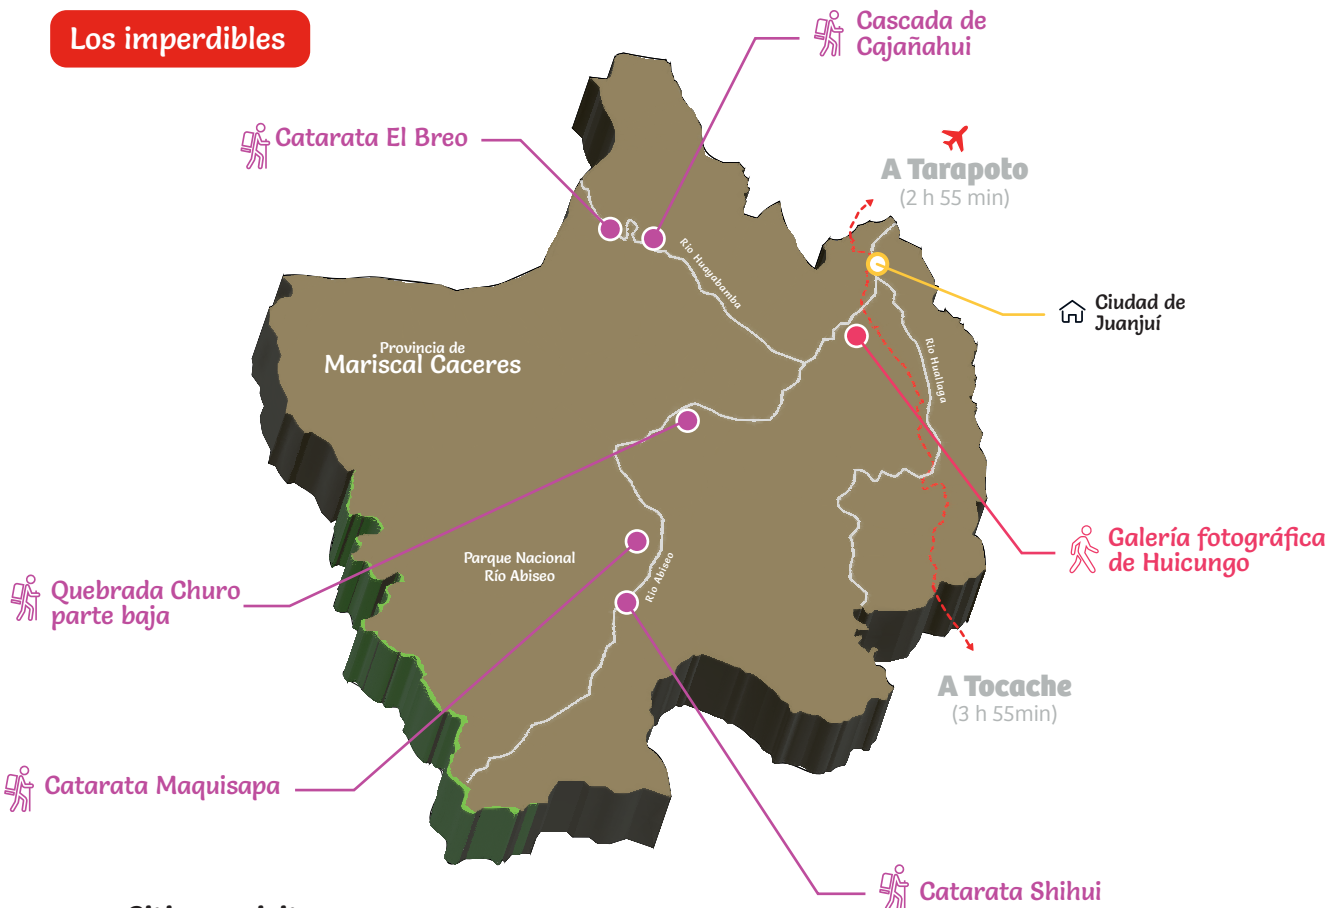 Los imperdibles
Cascada de
Cajañahui
Catarata El Breo
A Tarapoto
(2 h 55 min)
Río Huayabamba
Ciudad de
Juanjuí
Provincia de
Mariscal Caceres
Río Huallaga
Galería fotográfica
de Huicungo
Parque Nacional
Río Abiseo
Río Abiseo
Quebrada Churo
parte baja
A Tocache
(3 h 55min)
Catarata Maquisapa
Catarata Shihui